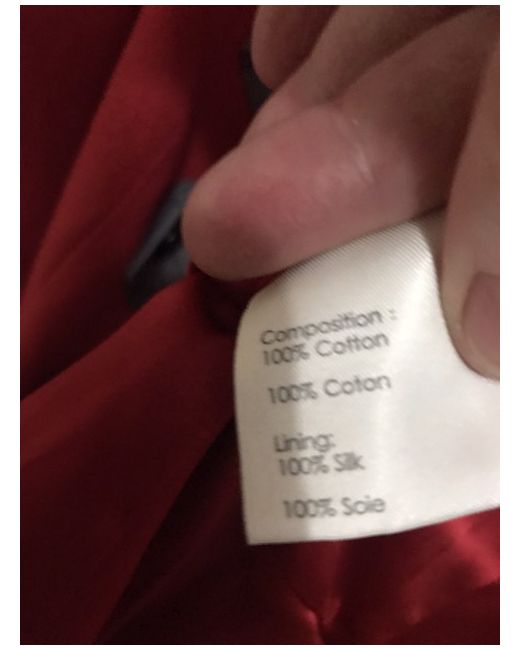 Composition :
100% Cotton
100% Coton
Lining:
100% Silk
100% Soie